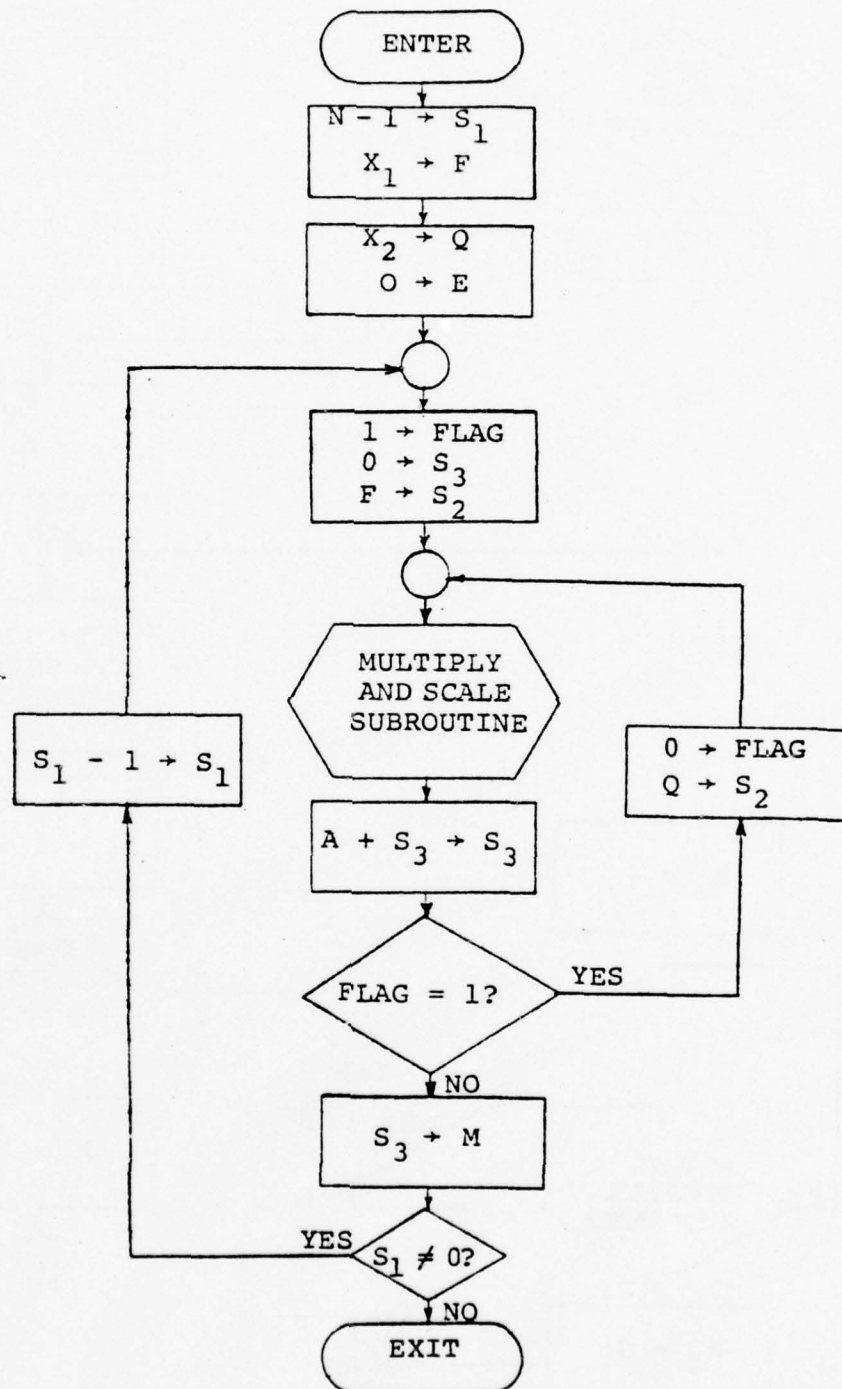 ENTER
N - 1 → S₁
X₁ → F
X₂ → Q
O → E
1 → FLAG
0 → S₃
F → S₂
MULTIPLY
AND SCALE
SUBROUTINE
S₁ - 1 → S₁
0 → FLAG
Q → S₂
A + S₃ → S₃
FLAG = 1?
YES
NO
S₃ → M
YES
S₁ ≠ 0?
NO
EXIT